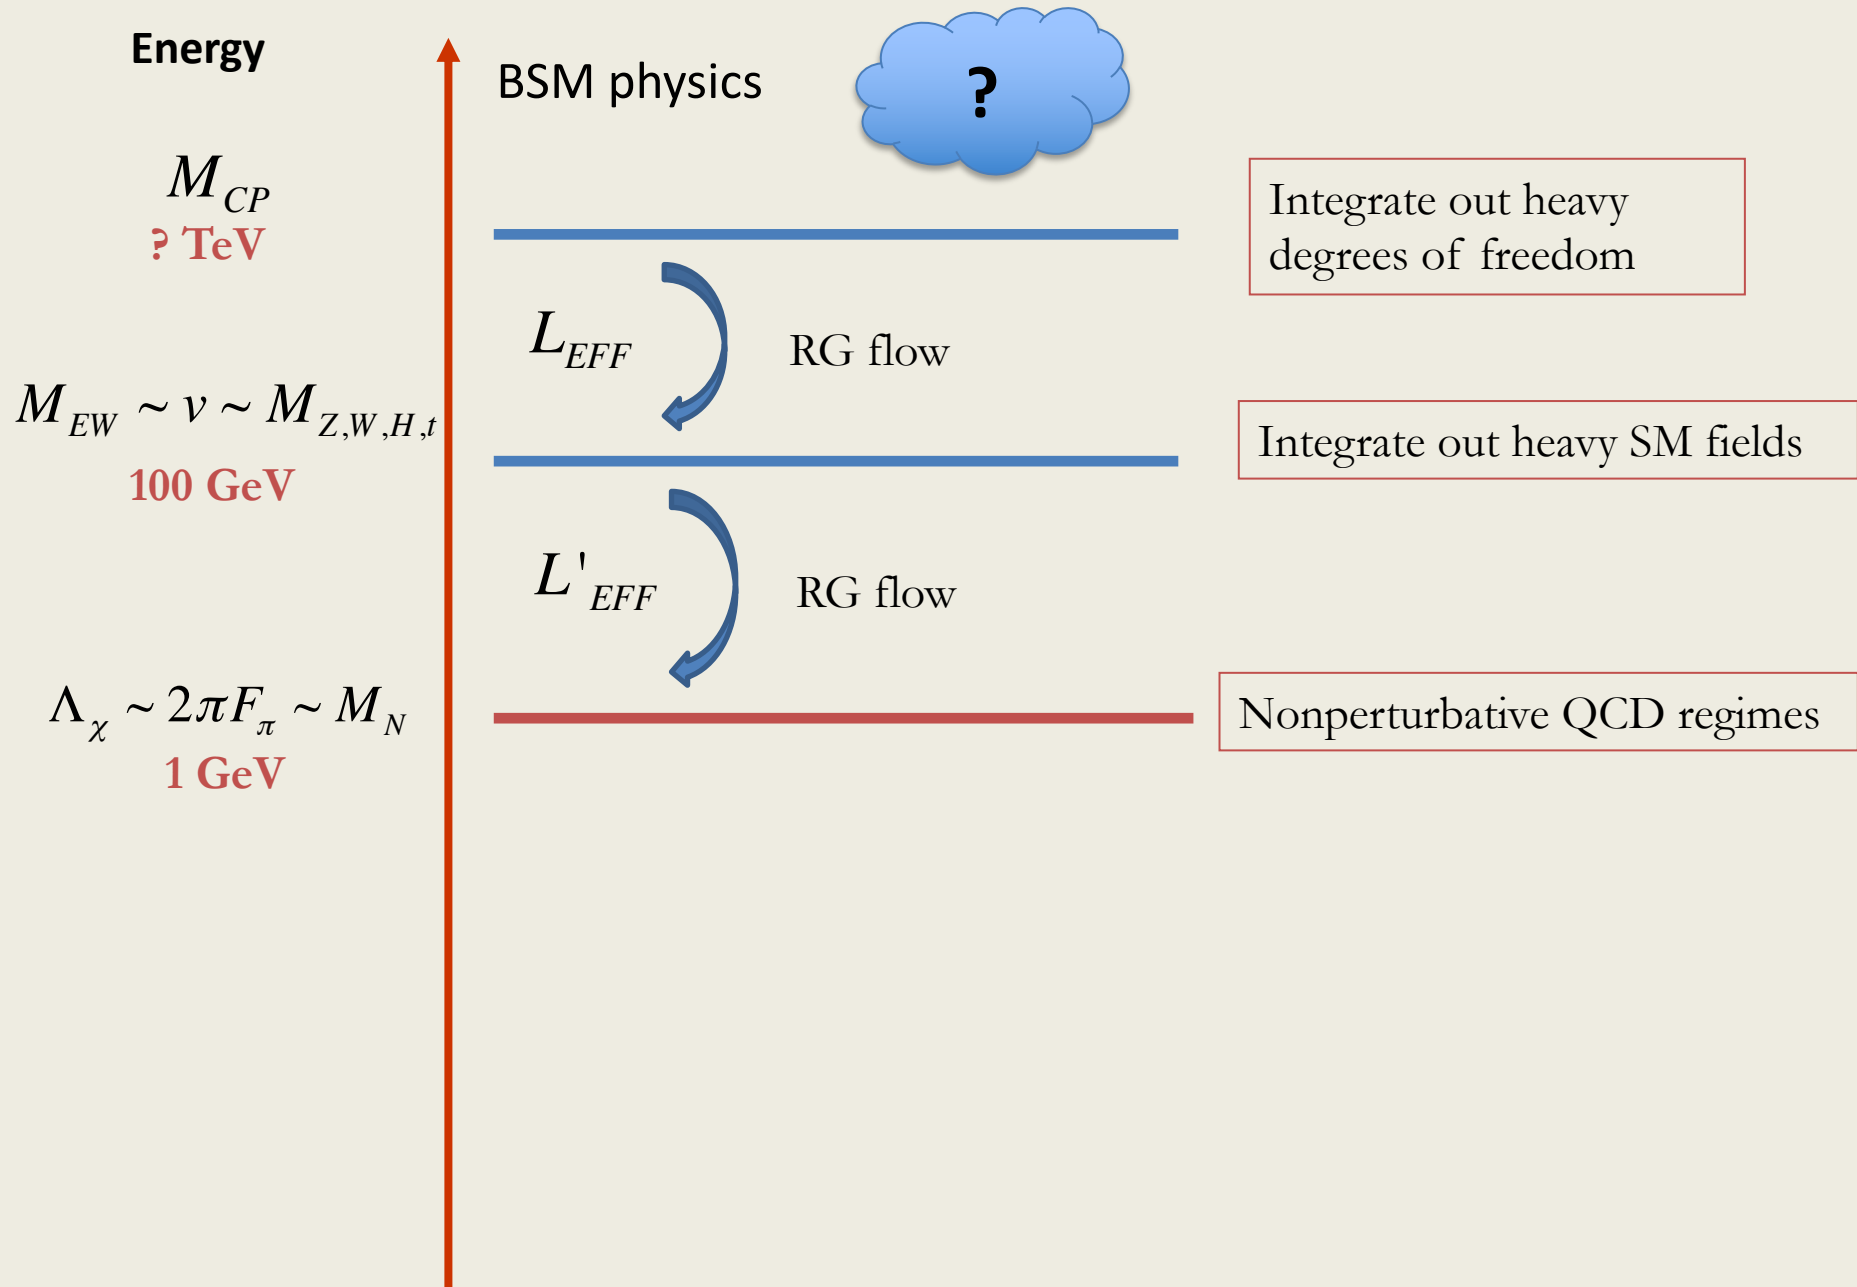 Energy
BSM physics
?
M_CP
? TeV
Integrate out heavy
degrees of freedom
L_EFF
RG flow
M_EW ~ v ~ M_Z,W,H,t
100 GeV
Integrate out heavy SM fields
L'_EFF
RG flow
Λ_χ ~ 2πF_π ~ M_N
1 GeV
Nonperturbative QCD regimes